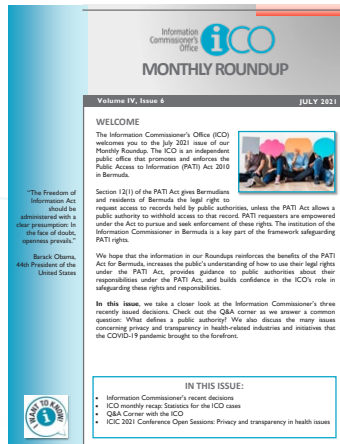 Information
Commissioner's
Office
iCO
MONTHLY ROUNDUP
Volume IV, Issue 6
JULY 2021
WELCOME
The Information Commissioner's Office (ICO)
welcomes you to the July 2021 issue of our
Monthly Roundup. The ICO is an independent
public office that promotes and enforces the
Public Access to Information (PATI) Act 2010
in Bermuda.
Section 12(1) of the PATI Act gives Bermudians
and residents of Bermuda the legal right to
request access to records held by public authorities, unless the PATI Act allows a
public authority to withhold access to that record. PATI requesters are empowered
under the Act to pursue and seek enforcement of these rights. The institution of the
Information Commissioner in Bermuda is a key part of the framework safeguarding
PATI rights.
We hope that the information in our Roundups reinforces the benefits of the PATI
Act for Bermuda, increases the public's understanding of how to use their legal rights
under the PATI Act, provides guidance to public authorities about their
responsibilities under the PATI Act, and builds confidence in the ICO's role in
safeguarding these rights and responsibilities.
In this issue, we take a closer look at the Information Commissioner's three
recently issued decisions. Check out the Q&A corner as we answer a common
question: What defines a public authority? We also discuss the many issues
concerning privacy and transparency in health-related industries and initiatives that
the COVID-19 pandemic brought to the forefront.
"The Freedom of
Information Act
should be
administered with a
clear presumption: In
the face of doubt,
openness prevails."
Barack Obama,
44th President of the
United States
IN THIS ISSUE:
• Information Commissioner's recent decisions
• ICO monthly recap: Statistics for the ICO cases
• Q&A Corner with the ICO
• ICIC 2021 Conference Open Sessions: Privacy and transparency in health issues
I WANT TO KNOW!